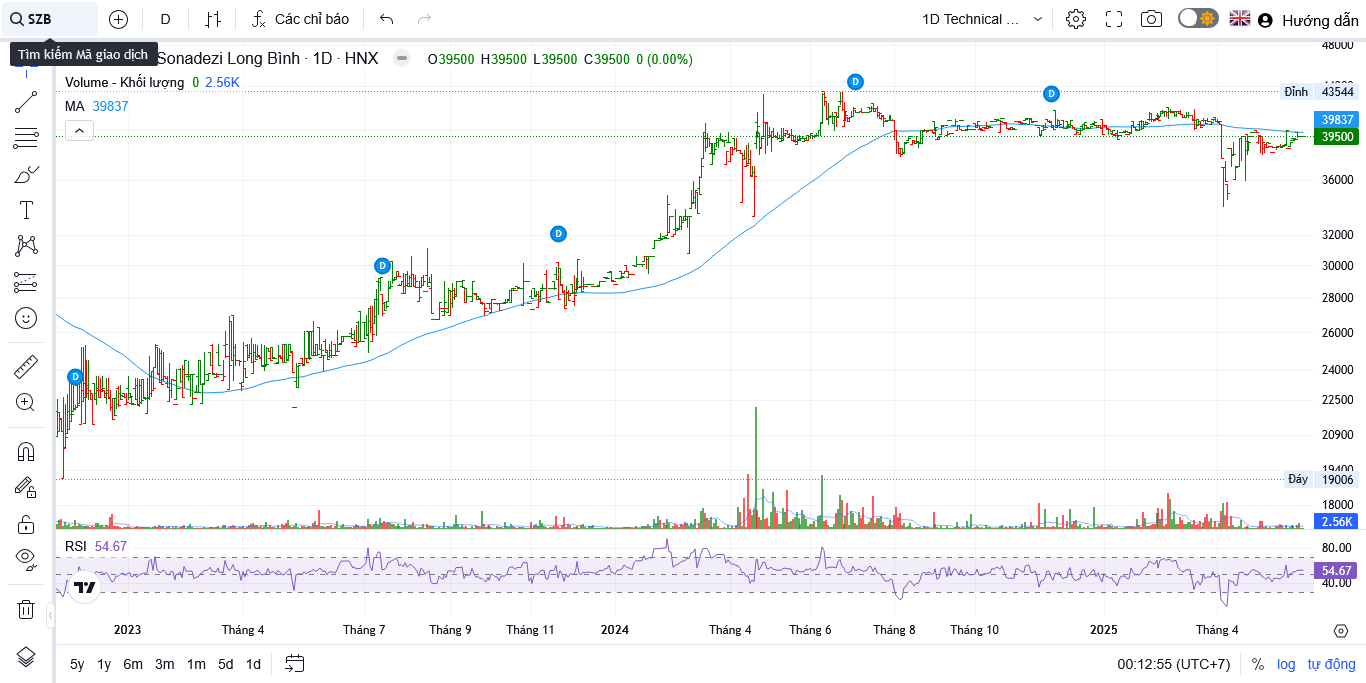 SZB
D
Các chỉ báo
1D Technical ...
Hướng dẫn
Tìm kiếm Mã giao dịch
Sonadezi Long Bình · 1D · HNX
O39500 H39500 L39500 C39500 0 (0.00%)
Volume - Khối lượng 0 2.56K
MA 39837
48000
Đỉnh 43544
39837
39500
36000
32000
30000
28000
26000
24000
22500
20900
19400
Đáy 19006
18000
2.56K
D
D
D
D
D
RSI 54.67
80.00
54.67
40.00
2023 Tháng 4 Tháng 7 Tháng 9 Tháng 11 2024 Tháng 4 Tháng 6 Tháng 8 Tháng 10 2025 Tháng 4
5y 1y 6m 3m 1m 5d 1d
00:12:55 (UTC+7) % log tự động